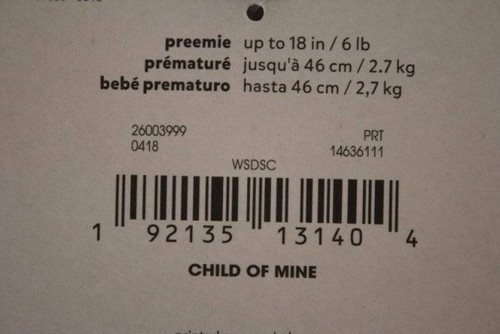 preemie up to 18 in / 6 lb
prématuré jusqu'à 46 cm / 2.7 kg
bebé prematuro hasta 46 cm / 2,7 kg
26003999 PRT
0418 14636111
WSDSC
1 92135 13140 4
CHILD OF MINE